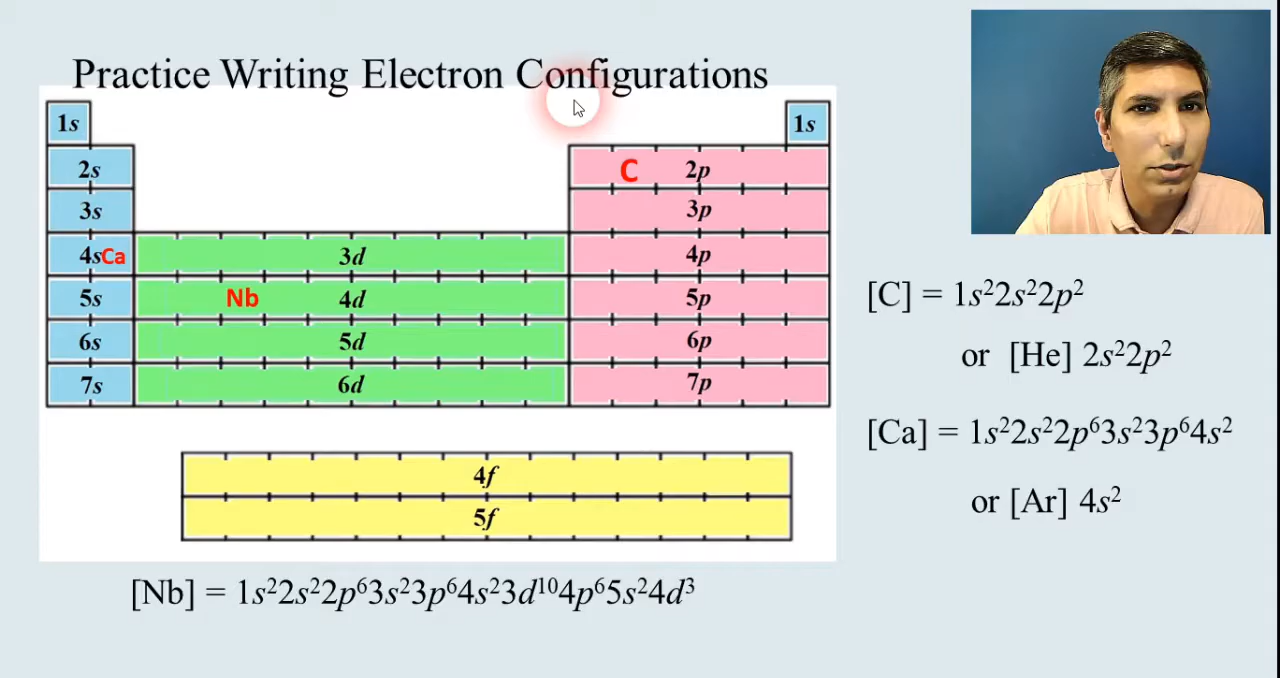 Practice Writing Electron Configurations
1s 1s
2s C 2p
3s 3p
4s Ca 3d 4p
5s Nb 4d 5p
6s 5d 6p
7s 6d 7p
4f
5f
[C] = 1s²2s²2p²
or [He] 2s²2p²
[Ca] = 1s²2s²2p⁶3s²3p⁶4s²
or [Ar] 4s²
[Nb] = 1s²2s²2p⁶3s²3p⁶4s²3d¹⁰4p⁶5s²4d³